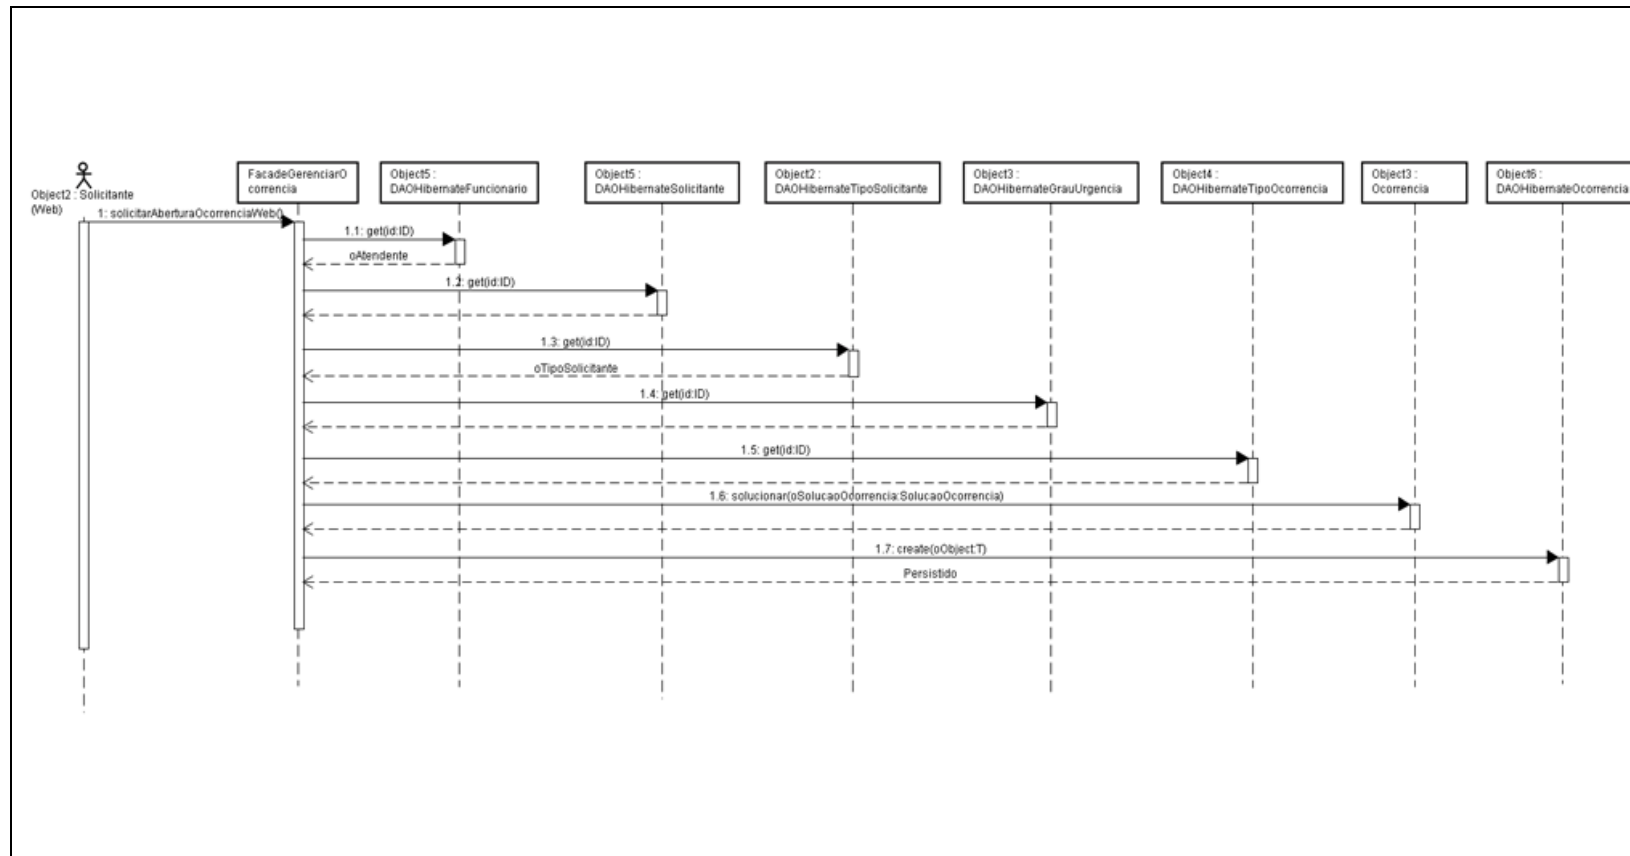 Object2 : Solicitante
(Web)
FacadeGerenciarO
correncia
Object5 :
DAOHibernateFuncionario
Object5 :
DAOHibernateSolicitante
Object2 :
DAOHibernateTipoSolicitante
Object3 :
DAOHibernateGrauUrgencia
Object4 :
DAOHibernateTipoOcorrencia
Object3 :
Ocorrencia
Object6 :
DAOHibernateOcorrencia
1: solicitarAberturaOcorrenciaWeb()
1.1: get(id:ID)
oAtendente
1.2: get(id:ID)
1.3: get(id:ID)
oTipoSolicitante
1.4: get(id:ID)
1.5: get(id:ID)
1.6: solucionar(oSolucaoOcorrencia:SolucaoOcorrencia)
1.7: create(oObject:T)
Persistido